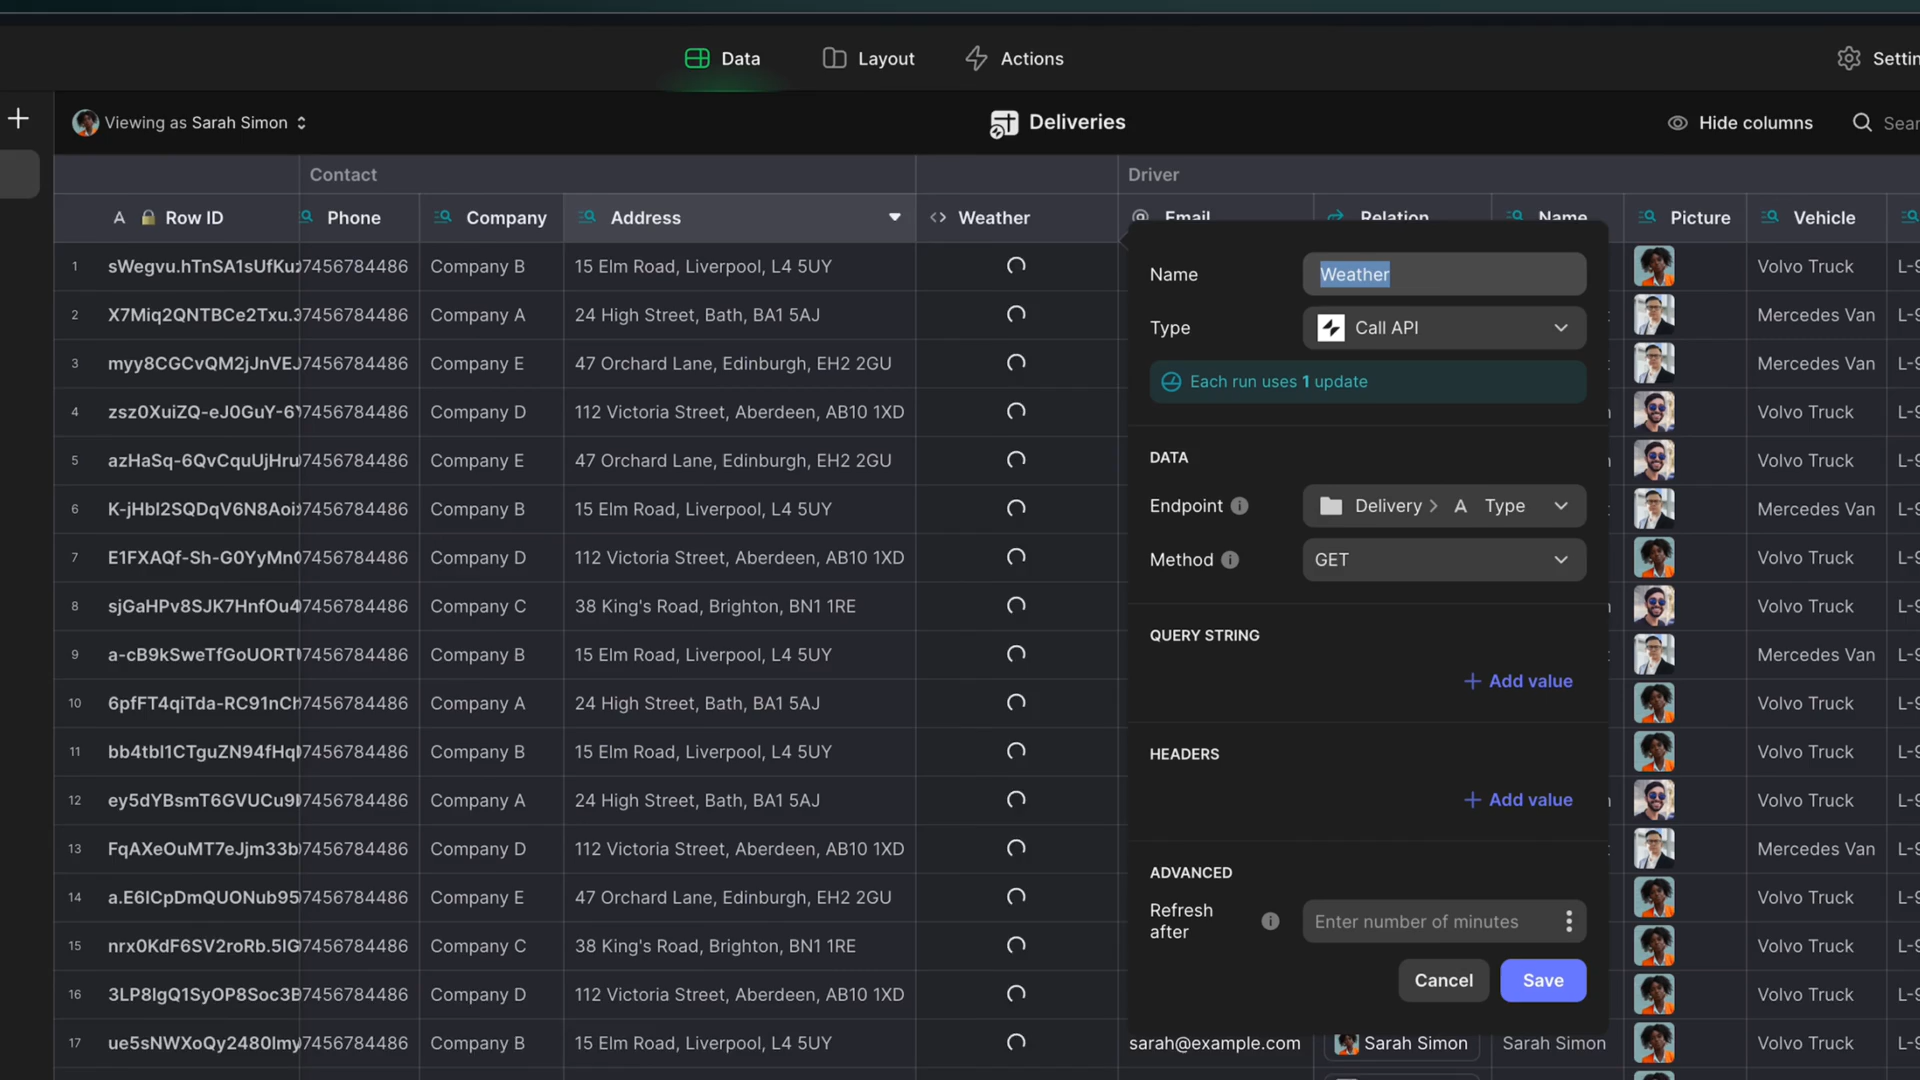 Data
Layout
Actions
Viewing as Sarah Simon
Deliveries
Hide columns
Contact
Driver
A Row ID
Phone
Company
Address
Weather
Email
Relation
Name
Picture
Vehicle
1 sWegvu.hTnSA1sUfKu 7456784486 Company B 15 Elm Road, Liverpool, L4 5UY Volvo Truck
2 X7Miq2QNTBCe2Txu. 7456784486 Company A 24 High Street, Bath, BA1 5AJ Mercedes Van
3 myy8CGCvQM2jJnVEJ 7456784486 Company E 47 Orchard Lane, Edinburgh, EH2 2GU Mercedes Van
4 zsz0XuiZQ-eJ0GuY-6 7456784486 Company D 112 Victoria Street, Aberdeen, AB10 1XD Volvo Truck
5 azHaSq-6QvCquUjHru 7456784486 Company E 47 Orchard Lane, Edinburgh, EH2 2GU Volvo Truck
6 K-jHbl2SQDqV6N8Aoi 7456784486 Company B 15 Elm Road, Liverpool, L4 5UY Mercedes Van
7 E1FXAQf-Sh-G0YyMn 7456784486 Company D 112 Victoria Street, Aberdeen, AB10 1XD Volvo Truck
8 sjGaHPv8SJK7HnfOu4 7456784486 Company C 38 King's Road, Brighton, BN1 1RE Volvo Truck
9 a-cB9kSweTfGoUORT 7456784486 Company B 15 Elm Road, Liverpool, L4 5UY Mercedes Van
10 6pfFT4qiTda-RC91nC 7456784486 Company A 24 High Street, Bath, BA1 5AJ Volvo Truck
11 bb4tbl1CTguZN94fHq 7456784486 Company B 15 Elm Road, Liverpool, L4 5UY Volvo Truck
12 ey5dYBsmT6GVUCu9 7456784486 Company A 24 High Street, Bath, BA1 5AJ Volvo Truck
13 FqAXeOuMT7eJjm33b 7456784486 Company D 112 Victoria Street, Aberdeen, AB10 1XD Mercedes Van
14 a.E6ICpDmQUONub95 7456784486 Company E 47 Orchard Lane, Edinburgh, EH2 2GU Volvo Truck
15 nrx0KdF6SV2roRb.5IG 7456784486 Company C 38 King's Road, Brighton, BN1 1RE Volvo Truck
16 3LP8lgQ1SyOP8Soc3 7456784486 Company D 112 Victoria Street, Aberdeen, AB10 1XD Volvo Truck
17 ue5sNWXoQy2480lmy 7456784486 Company B 15 Elm Road, Liverpool, L4 5UY sarah@example.com Sarah Simon Sarah Simon Volvo Truck
Name Weather
Type Call API
Each run uses 1 update
DATA
Endpoint Delivery > A Type
Method GET
QUERY STRING
+ Add value
HEADERS
+ Add value
ADVANCED
Refresh after
Enter number of minutes
Cancel
Save